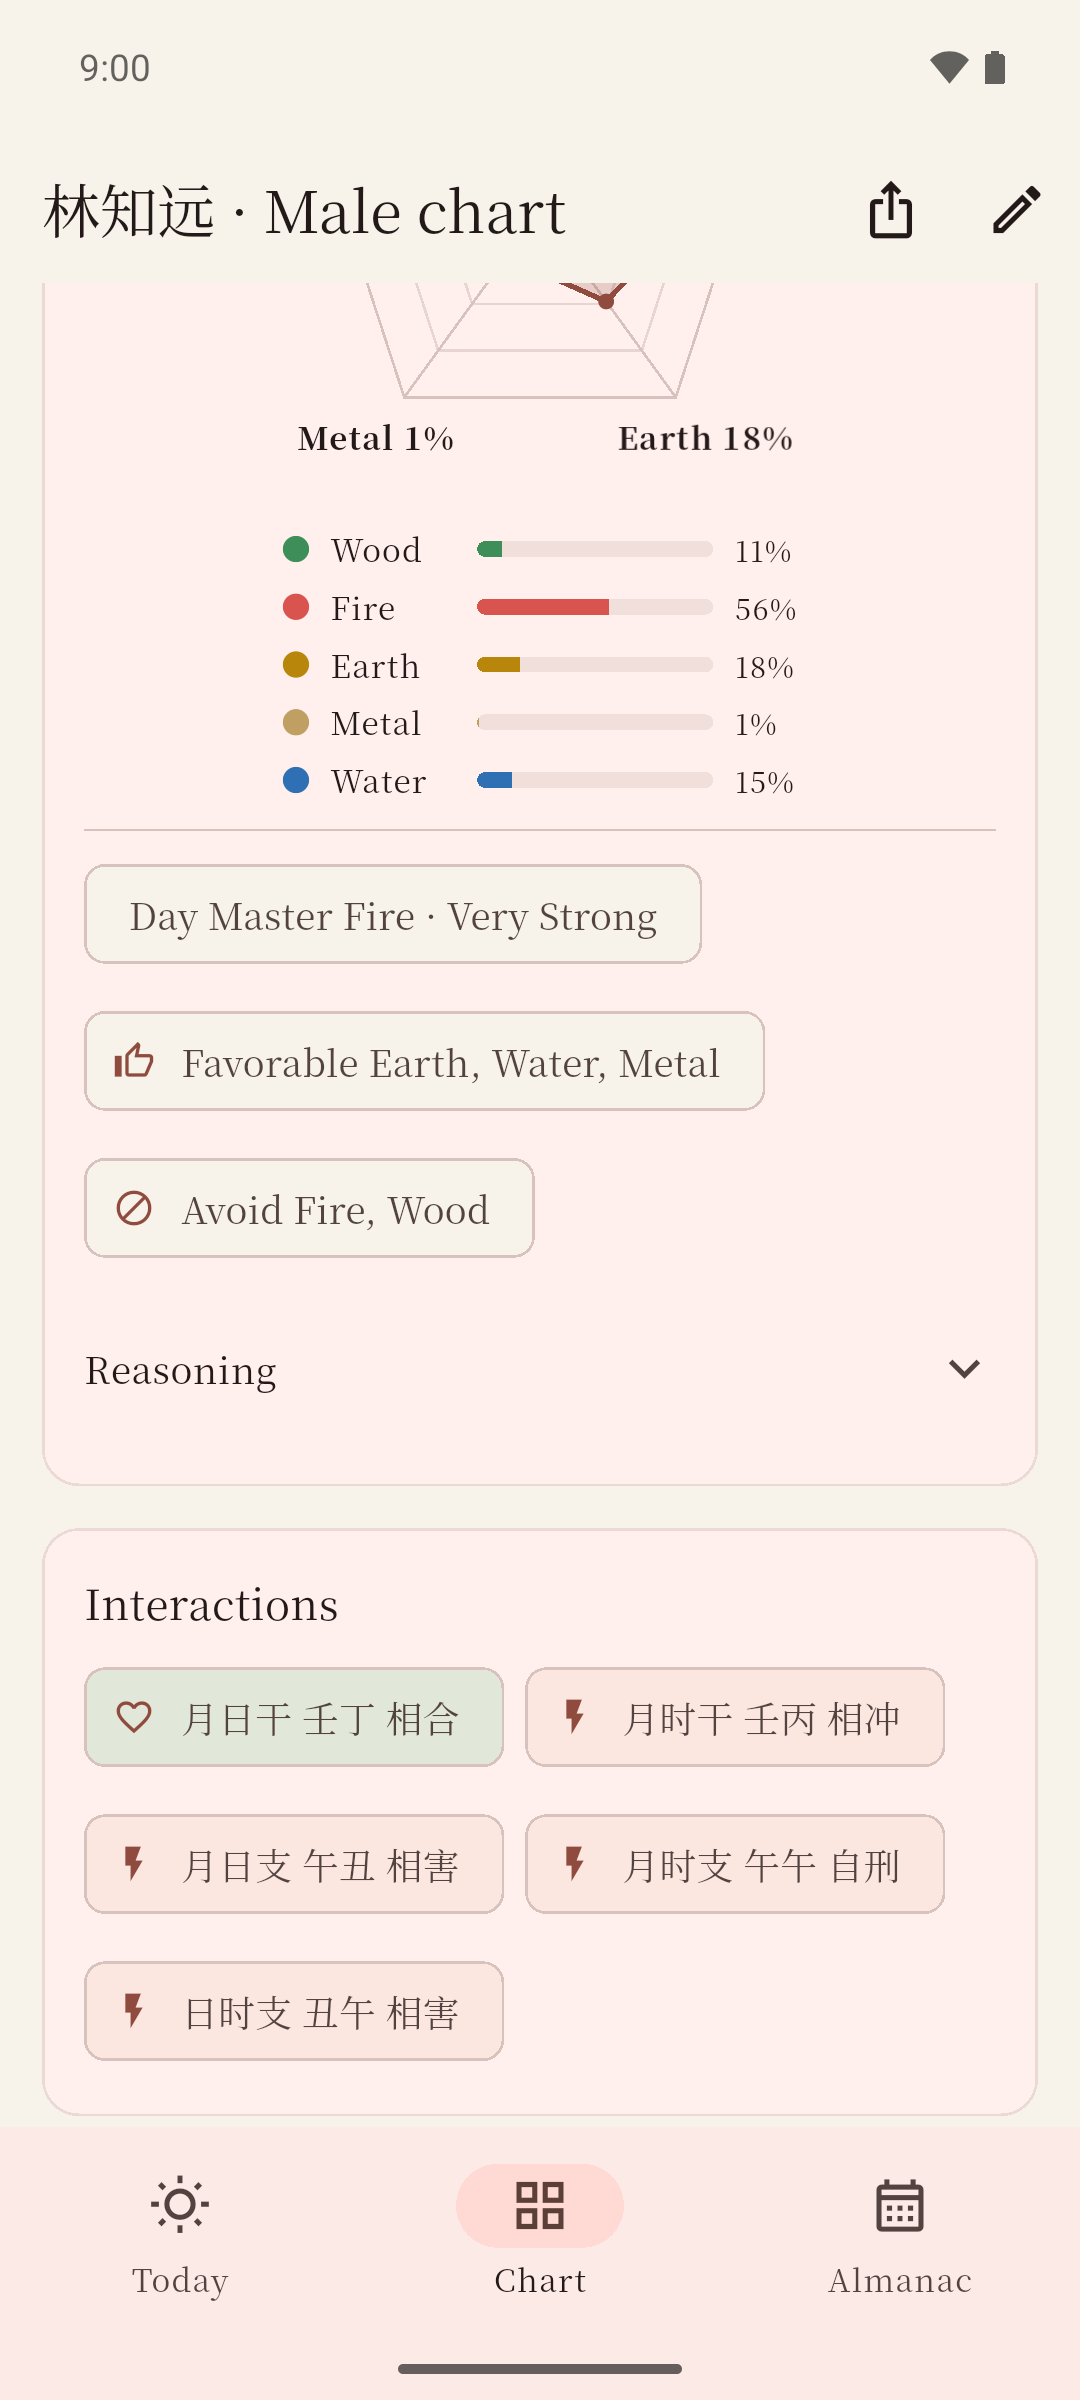 9:00
林知远 · Male chart
Metal 1%
Earth 18%
Wood 11%
Fire 56%
Earth 18%
Metal 1%
Water 15%
Day Master Fire · Very Strong
Favorable Earth, Water, Metal
Avoid Fire, Wood
Reasoning
Interactions
月日干 壬丁 相合
月时干 壬丙 相冲
月日支 午丑 相害
月时支 午午 自刑
日时支 丑午 相害
Today
Chart
Almanac